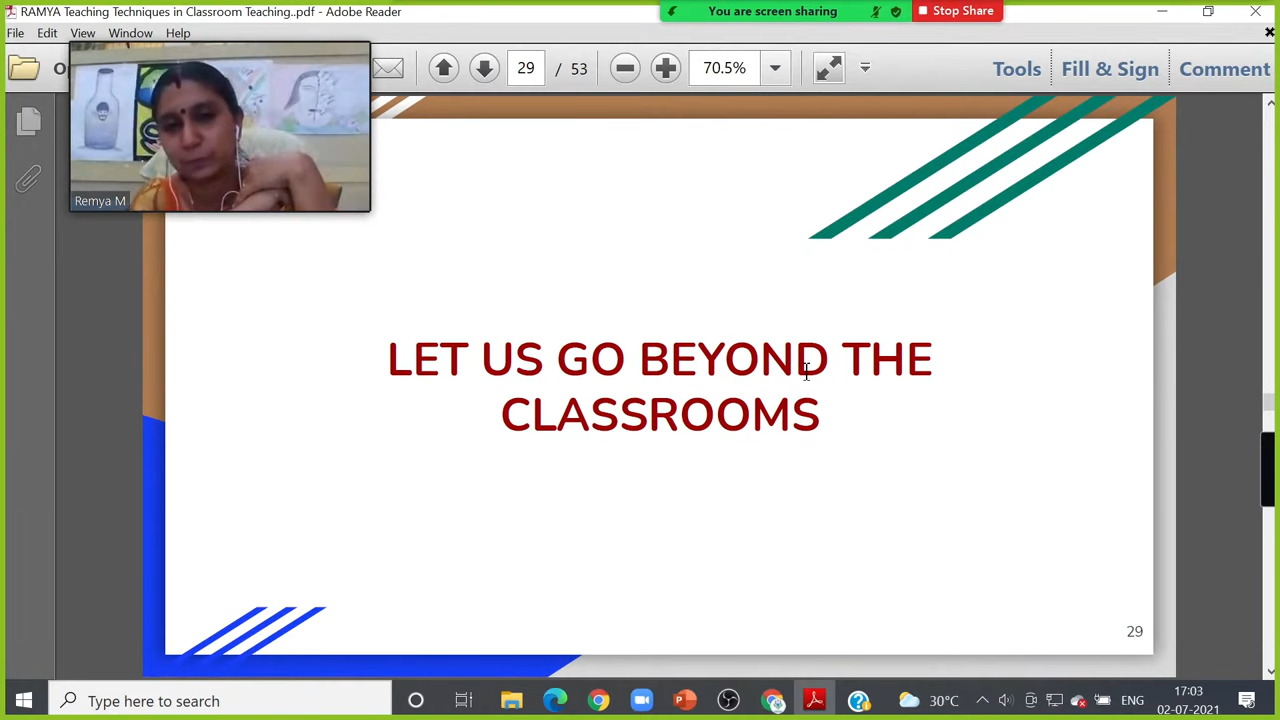 RAMYA Teaching Techniques in Classroom Teaching..pdf - Adobe Reader
You are screen sharing
Stop Share
File Edit View Window Help
29 / 53
70.5%
Tools
Fill & Sign
Comment
Remya M
LET US GO BEYOND THE
CLASSROOMS
29
Type here to search
30°C
ENG
17:03
02-07-2021